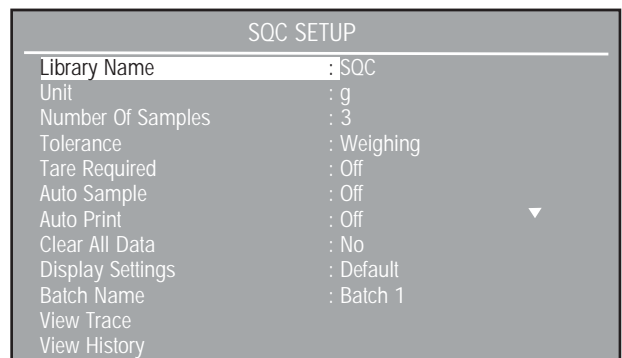 SQC SETUP
Library Name : SQC
Unit : g
Number Of Samples : 3
Tolerance : Weighing
Tare Required : Off
Auto Sample : Off
Auto Print : Off
Clear All Data : No
Display Settings : Default
Batch Name : Batch 1
View Trace
View History